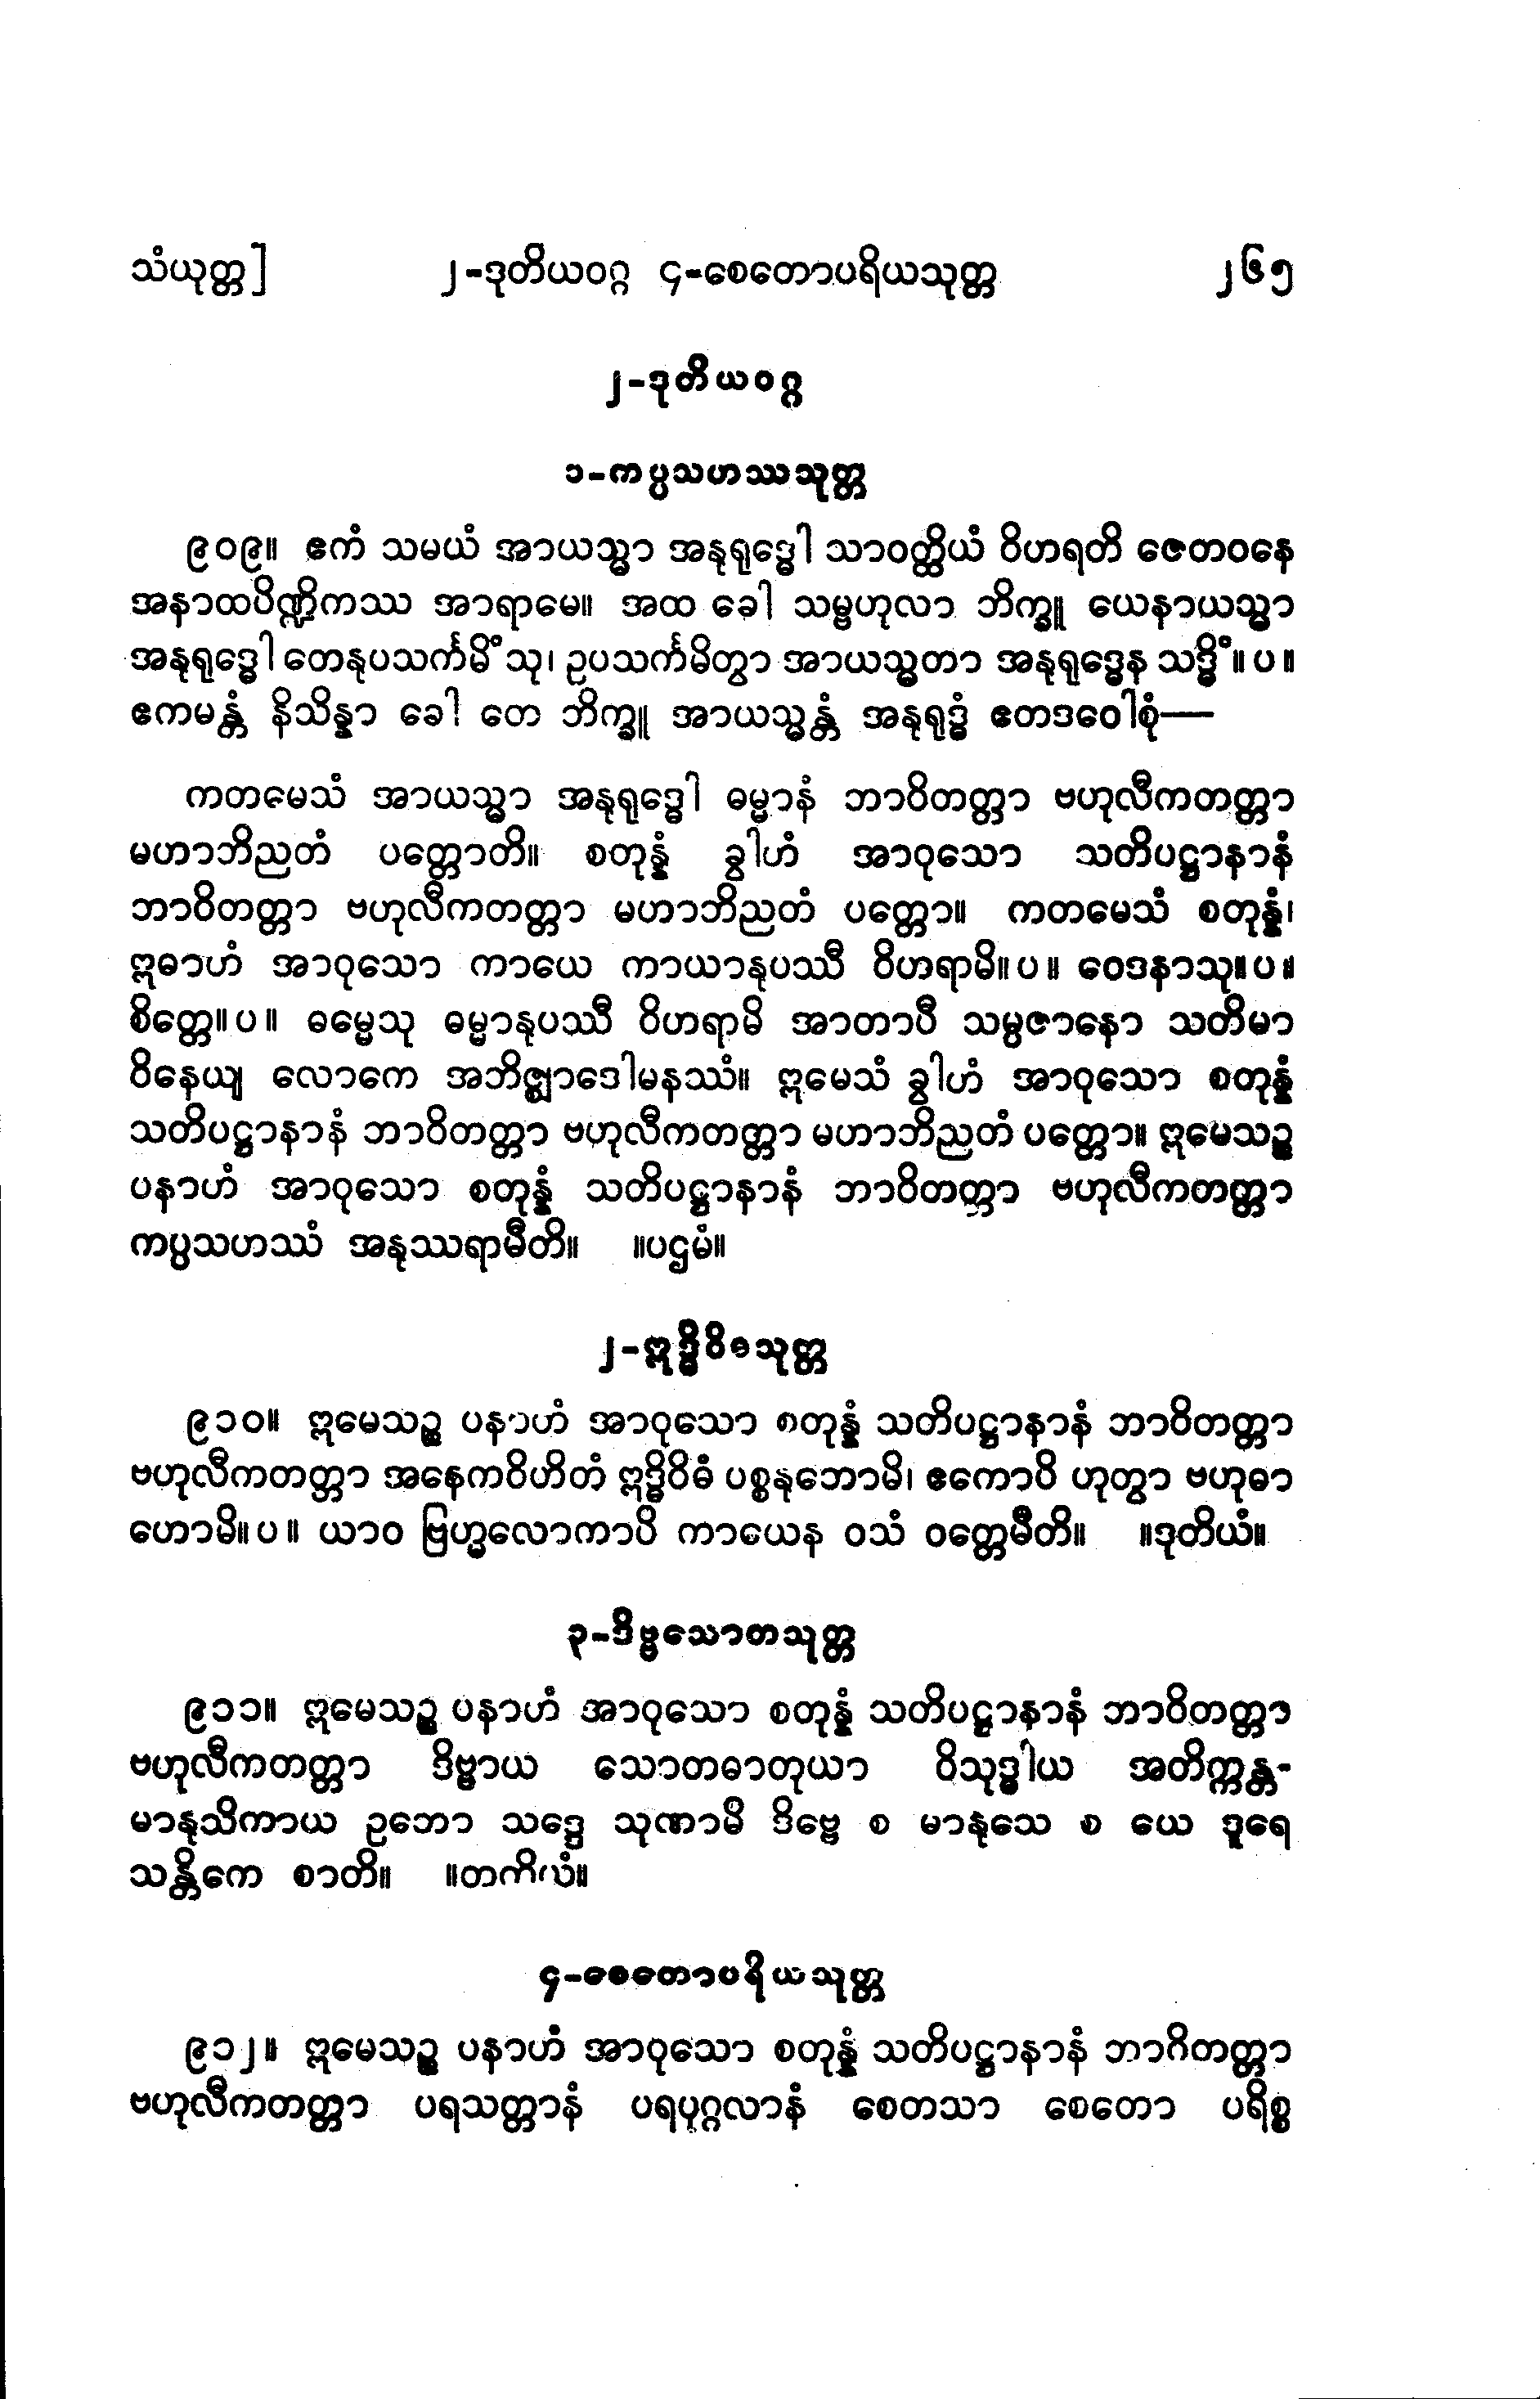 သံယုတ္တ] ၂-ဒုတိယဝဂ္ဂ ၄-စေတောပရိယသုတ္တ ၂၆၅
၂-ဒုတိယဝဂ္ဂ
၁-ကပ္ပသဟဿသုတ္တ
၉၀၉။ ဧကံ သမယံ အာယသ္မာ အနုရုဒ္ဓေါ သာဝတ္ထိယံ ဝိဟရတိ ဇေတဝနေ
အနာထပိဏ္ဍိကဿ အာရာမေ။ အထ ခေါ သမ္ဗဟုလာ ဘိက္ခူ ယေနာယသ္မာ
အနုရုဒ္ဓေါ တေနုပသင်္ကမိံသု၊ ဥပသင်္ကမိတွာ အာယသ္မတာ အနုရုဒ္ဓေန သဒ္ဓိံ။ပ။
ဧကမန္တံ နိသိန္နာ ခေါ တေ ဘိက္ခူ အာယသ္မန္တံ အနုရုဒ္ဓံ ဧတဒဝေါစုံ—
ကတမေသံ အာယသ္မာ အနုရုဒ္ဓေါ ဓမ္မာနံ ဘာဝိတတ္တာ ဗဟုလီကတတ္တာ
မဟာဘိညတံ ပတ္တောတိ။ စတုန္နံ ခွါဟံ အာဝုသော သတိပဋ္ဌာနာနံ
ဘာဝိတတ္တာ ဗဟုလီကတတ္တာ မဟာဘိညတံ ပတ္တော။ ကတမေသံ စတုန္နံ၊
ဣဓာဟံ အာဝုသော ကာယေ ကာယာနုပဿီ ဝိဟရာမိ။ပ။ ဝေဒနာသု။ပ။
စိတ္တေ။ပ။ ဓမ္မေသု ဓမ္မာနုပဿီ ဝိဟရာမိ အာတာပီ သမ္ပဇာနော သတိမာ
ဝိနေယျ လောကေ အဘိဇ္ဈာဒေါမနဿံ။ ဣမေသံ ခွါဟံ အာဝုသော စတုန္နံ
သတိပဋ္ဌာနာနံ ဘာဝိတတ္တာ ဗဟုလီကတတ္တာ မဟာဘိညတံ ပတ္တော။ ဣမေသဉ္စ
ပနာဟံ အာဝုသော စတုန္နံ သတိပဋ္ဌာနာနံ ဘာဝိတတ္တာ ဗဟုလီကတတ္တာ
ကပ္ပသဟဿံ အနုဿရာမီတိ။ ။ပဌမံ။
၂-ဣဒ္ဓိဝိဓသုတ္တ
၉၁၀။ ဣမေသဉ္စ ပနာဟံ အာဝုသော စတုန္နံ သတိပဋ္ဌာနာနံ ဘာဝိတတ္တာ
ဗဟုလီကတတ္တာ အနေကဝိဟိတံ ဣဒ္ဓိဝိဓံ ပစ္စနုဘောမိ၊ ဧကောပိ ဟုတွာ ဗဟုဓာ
ဟောမိ။ပ။ ယာဝ ဗြဟ္မလောကာပိ ကာယေန ဝသံ ဝတ္တေမီတိ။ ။ဒုတိယံ။
၃-ဒိဗ္ဗသောတသုတ္တ
၉၁၁။ ဣမေသဉ္စ ပနာဟံ အာဝုသော စတုန္နံ သတိပဋ္ဌာနာနံ ဘာဝိတတ္တာ
ဗဟုလီကတတ္တာ ဒိဗ္ဗာယ သောတဓာတုယာ ဝိသုဒ္ဓါယ အတိက္ကန္တ-
မာနုသိကာယ ဥဘော သဒ္ဒေ သုဏာမိ ဒိဗ္ဗေ စ မာနုသေ စ ယေ ဒူရေ
သန္တိကေ စာတိ။ ။တတိယံ။
၄-စေတောပရိယသုတ္တ
၉၁၂။ ဣမေသဉ္စ ပနာဟံ အာဝုသော စတုန္နံ သတိပဋ္ဌာနာနံ ဘာဝိတတ္တာ
ဗဟုလီကတတ္တာ ပရသတ္တာနံ ပရပုဂ္ဂလာနံ စေတသာ စေတော ပရိစ္စ